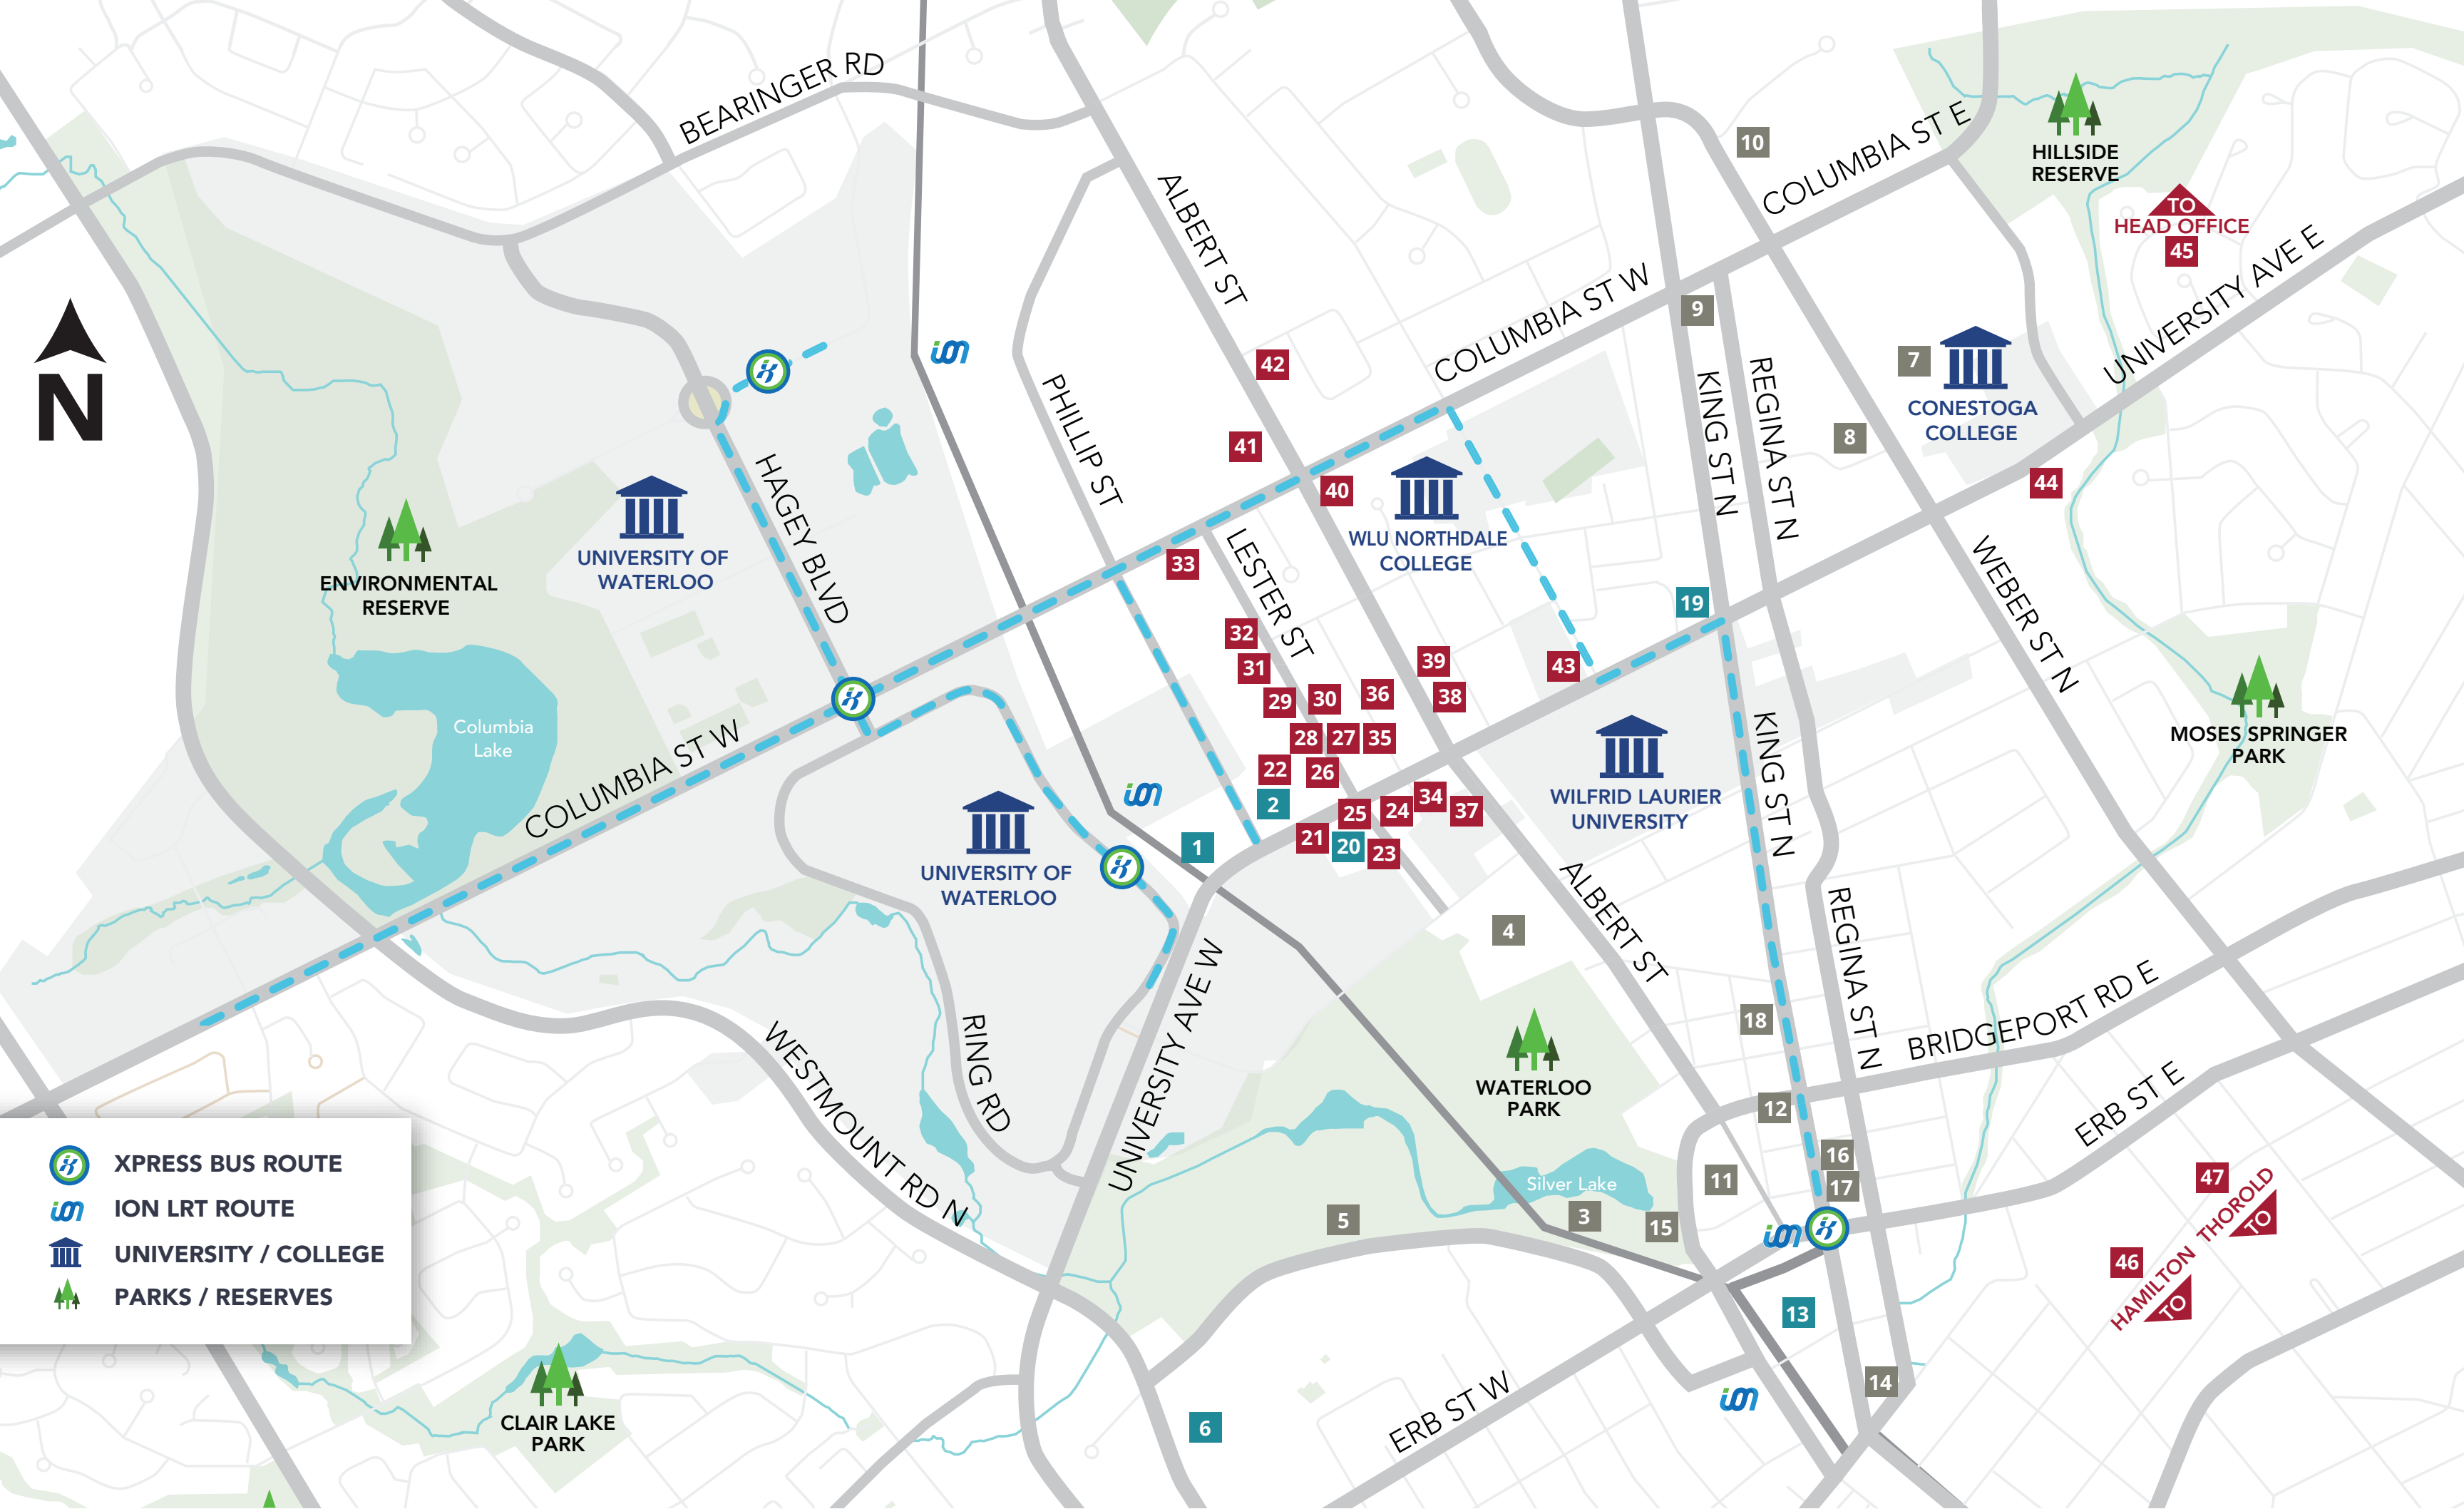 BEARINGER RD
10
COLUMBIA ST E
HILLSIDE
RESERVE
TO
HEAD OFFICE
45
UNIVERSITY AVE E
ALBERT ST
N
ion
COLUMBIA ST W
9
7
CONESTOGA
COLLEGE
8
KING ST N
REGINA ST N
42
41
40
PHILLIP ST
HAGEY BLVD
UNIVERSITY OF
WATERLOO
ENVIRONMENTAL
RESERVE
WLU NORTHDALE
COLLEGE
44
33
LESTER ST
19
WEBER ST N
32
31
39
43
29
30
36
38
28
27
35
22
26
2
25
24
34
37
21
20
23
1
ion
Columbia
Lake
COLUMBIA ST W
UNIVERSITY OF
WATERLOO
WILFRID LAURIER
UNIVERSITY
KING ST N
MOSES SPRINGER
PARK
4
ALBERT ST
REGINA ST N
18
BRIDGEPORT RD E
UNIVERSITY AVE W
RING RD
WESTMOUNT RD N
WATERLOO
PARK
12
ERB ST E
16
17
11
Silver Lake
5
3
15
ion
47
THOROLD
TO
46
HAMILTON
TO
13
14
ion
6
ERB ST W
XPRESS BUS ROUTE
ion
ION LRT ROUTE
UNIVERSITY / COLLEGE
PARKS / RESERVES
CLAIR LAKE
PARK